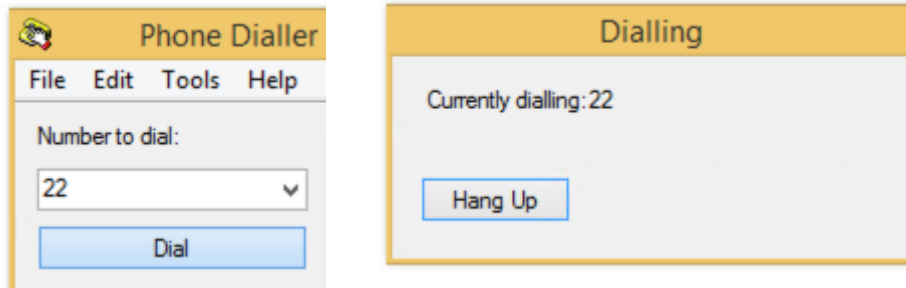 Phone Dialler
File Edit Tools Help
Number to dial:
22
Dial
Dialling
Currently dialling:22
Hang Up